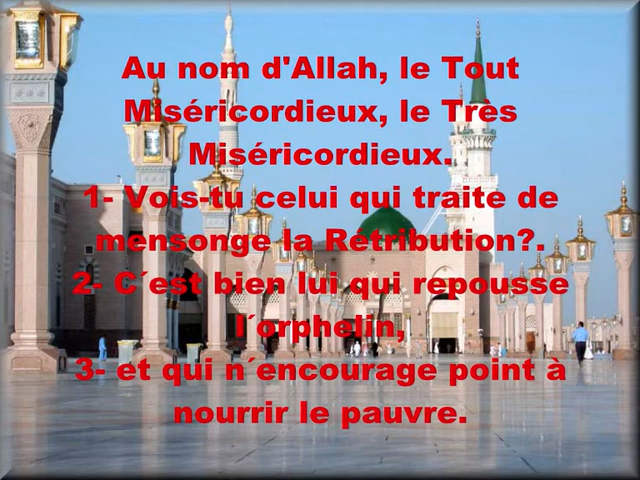 Au nom d'Allah, le Tout
Miséricordieux, le Très
Miséricordieux.
1- Vois-tu celui qui traite de
mensonge la Rétribution?.
2- C´est bien lui qui repousse
l´orphelin,
3- et qui n´encourage point à
nourrir le pauvre.